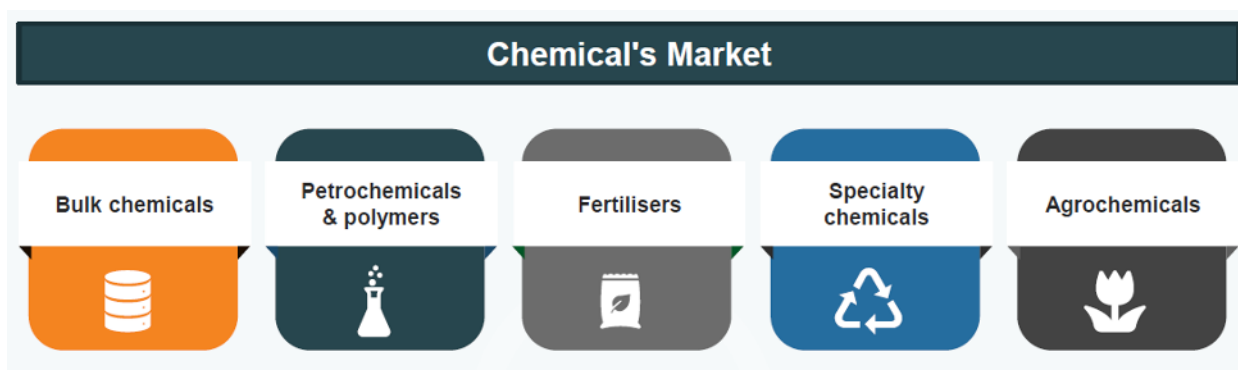 Chemical's Market
Bulk chemicals
Petrochemicals
& polymers
Fertilisers
Specialty
chemicals
Agrochemicals